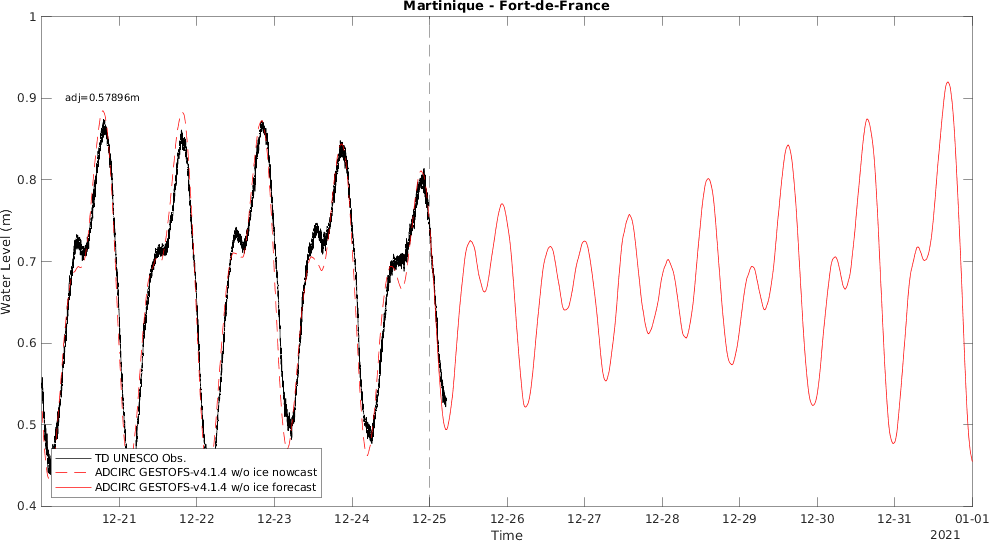 Martinique - Fort-de-France
1
0.9
0.8
0.7
0.6
0.5
0.4
Water Level (m)
adj=0.57896m
TD UNESCO Obs.
ADCIRC GESTOFS-v4.1.4 w/o ice nowcast
ADCIRC GESTOFS-v4.1.4 w/o ice forecast
12-21 12-22 12-23 12-24 12-25 12-26 12-27 12-28 12-29 12-30 12-31 01-01
Time
2021